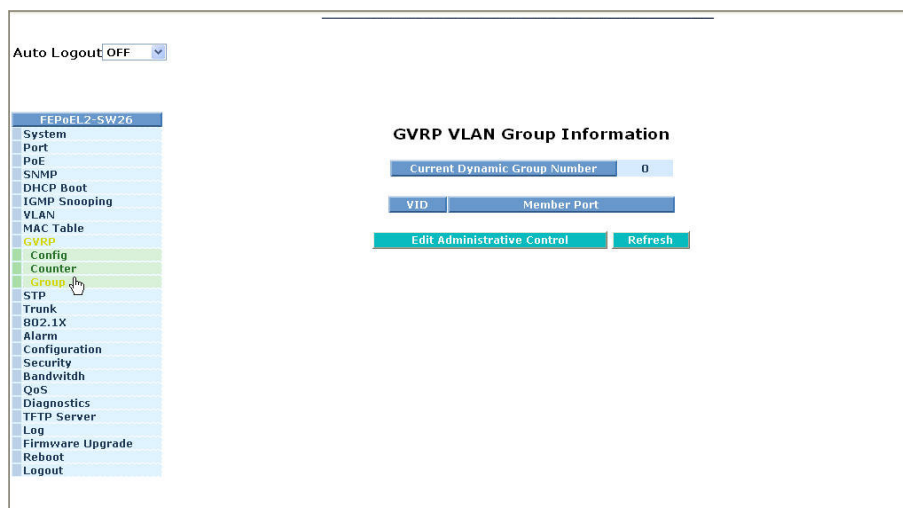 Auto Logout OFF
FEPoEL2-SW26
System
Port
PoE
SNMP
DHCP Boot
IGMP Snooping
VLAN
MAC Table
GVRP
Config
Counter
Group
STP
Trunk
802.1X
Alarm
Configuration
Security
Bandwitdh
QoS
Diagnostics
TFTP Server
Log
Firmware Upgrade
Reboot
Logout
GVRP VLAN Group Information
Current Dynamic Group Number 0
VID Member Port
Edit Administrative Control Refresh